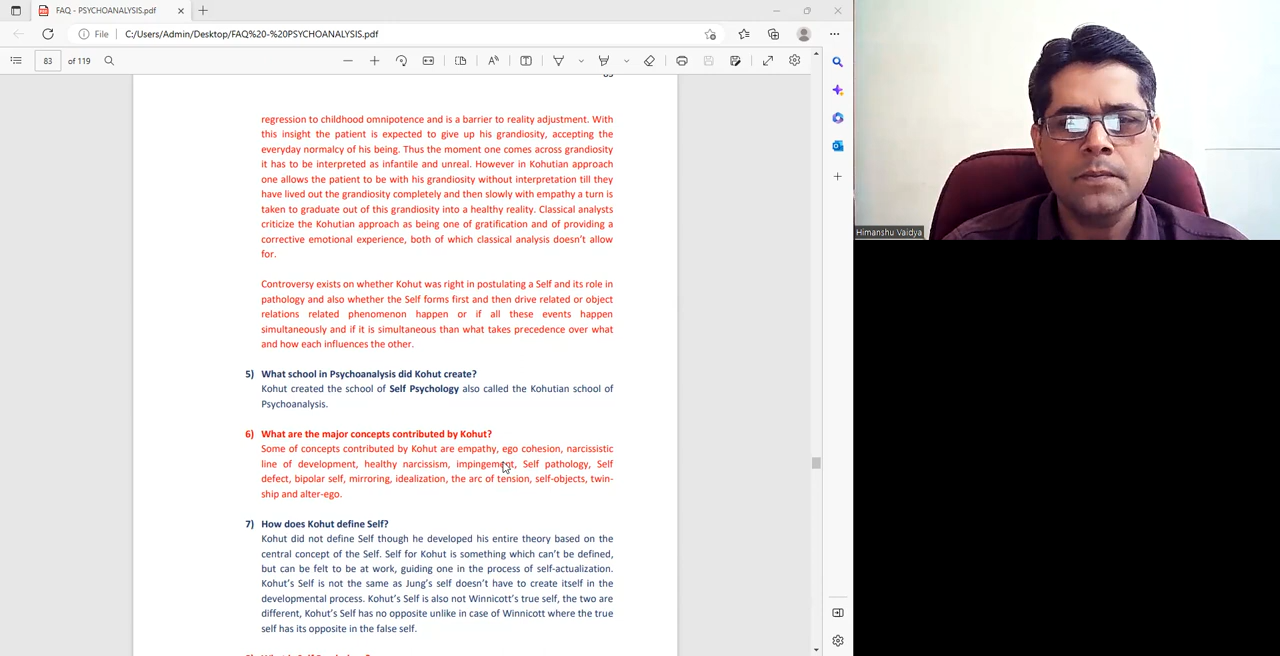 FAQ - PSYCHOANALYSIS.pdf
File
C:/Users/Admin/Desktop/FAQ%20-%20PSYCHOANALYSIS.pdf
83 of 119
regression to childhood omnipotence and is a barrier to reality adjustment. With
this insight the patient is expected to give up his grandiosity, accepting the
everyday normalcy of his being. Thus the moment one comes across grandiosity
it has to be interpreted as infantile and unreal. However in Kohutian approach
one allows the patient to be with his grandiosity without interpretation till they
have lived out the grandiosity completely and then slowly with empathy a turn is
taken to graduate out of this grandiosity into a healthy reality. Classical analysts
criticize the Kohutian approach as being one of gratification and of providing a
corrective emotional experience, both of which classical analysis doesn't allow
for.
Controversy exists on whether Kohut was right in postulating a Self and its role in
pathology and also whether the Self forms first and then drive related or object
relations related phenomenon happen or if all these events happen
simultaneously and if it is simultaneous than what takes precedence over what
and how each influences the other.
5) What school in Psychoanalysis did Kohut create?
Kohut created the school of Self Psychology also called the Kohutian school of
Psychoanalysis.
6) What are the major concepts contributed by Kohut?
Some of concepts contributed by Kohut are empathy, ego cohesion, narcissistic
line of development, healthy narcissism, impingement, Self pathology, Self
defect, bipolar self, mirroring, idealization, the arc of tension, self-objects, twin-
ship and alter-ego.
7) How does Kohut define Self?
Kohut did not define Self though he developed his entire theory based on the
central concept of the Self. Self for Kohut is something which can't be defined,
but can be felt to be at work, guiding one in the process of self-actualization.
Kohut's Self is not the same as Jung's self doesn't have to create itself in the
developmental process. Kohut's Self is also not Winnicott's true self, the two are
different, Kohut's Self has no opposite unlike in case of Winnicott where the true
self has its opposite in the false self.
Himanshu Vaidya